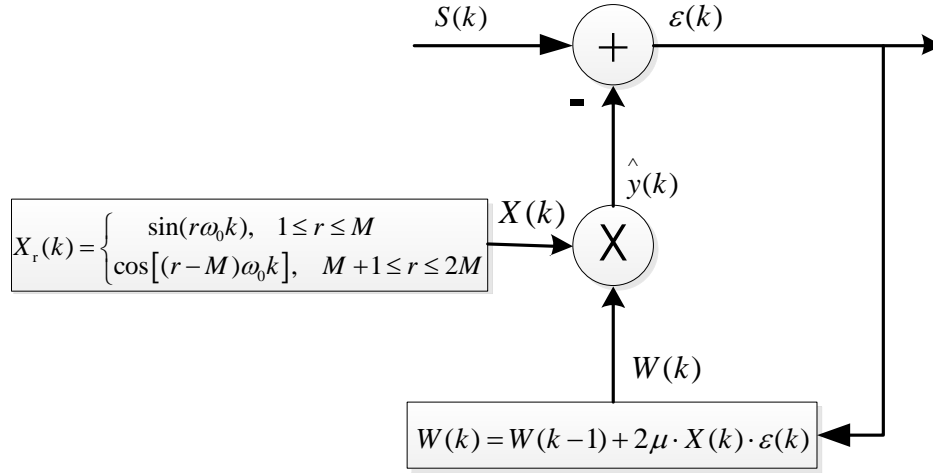 S(k)
ε(k)
+
-
ŷ(k)
X(k)
X_r(k) = { sin(rω₀k), 1 ≤ r ≤ M
cos[(r−M)ω₀k], M+1 ≤ r ≤ 2M
X
W(k)
W(k) = W(k−1) + 2μ·X(k)·ε(k)